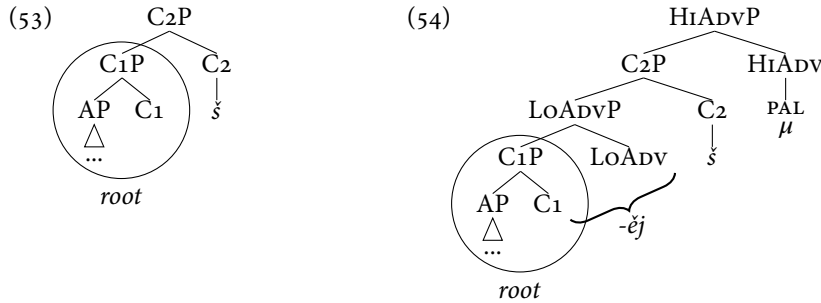 (53) C2P
C1P C2
AP C1 š
...
root
(54) HIADVP
C2P HIADV
LOADVP C2 PAL
C1P LOADV š μ
AP C1 -ěj
...
root